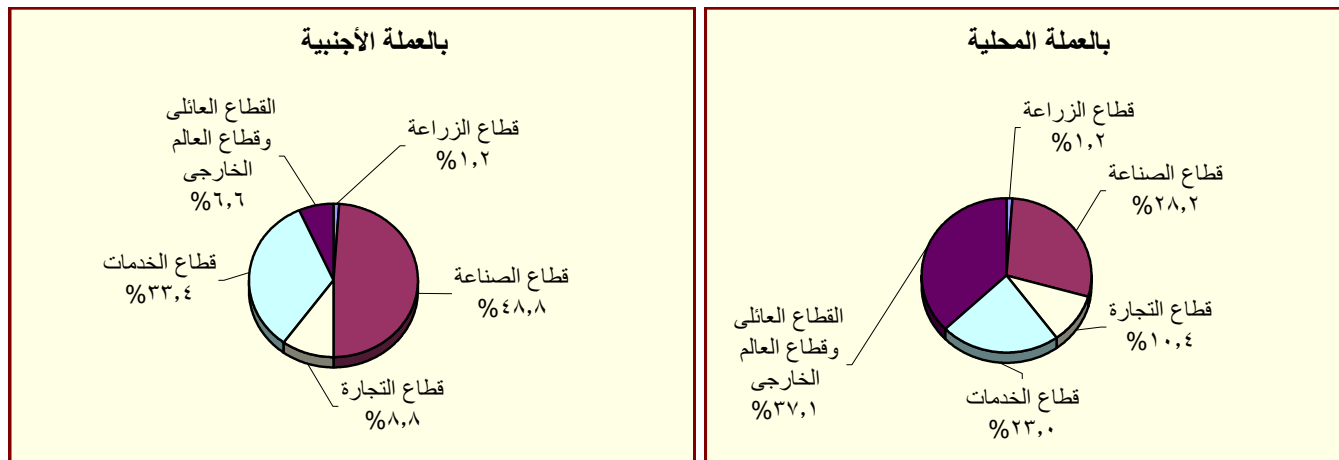 بالعملة المحلية
قطاع الزراعة
%١,٢
قطاع الصناعة
%٢٨,٢
قطاع التجارة
%١٠,٤
قطاع الخدمات
%٢٣,٠
القطاع العائلى
وقطاع العالم
الخارجى
%٣٧,١
بالعملة الأجنبية
قطاع الزراعة
%١,٢
قطاع الصناعة
%٤٨,٨
قطاع التجارة
%٨,٨
قطاع الخدمات
%٣٣,٤
القطاع العائلى
وقطاع العالم
الخارجى
%٦,٦